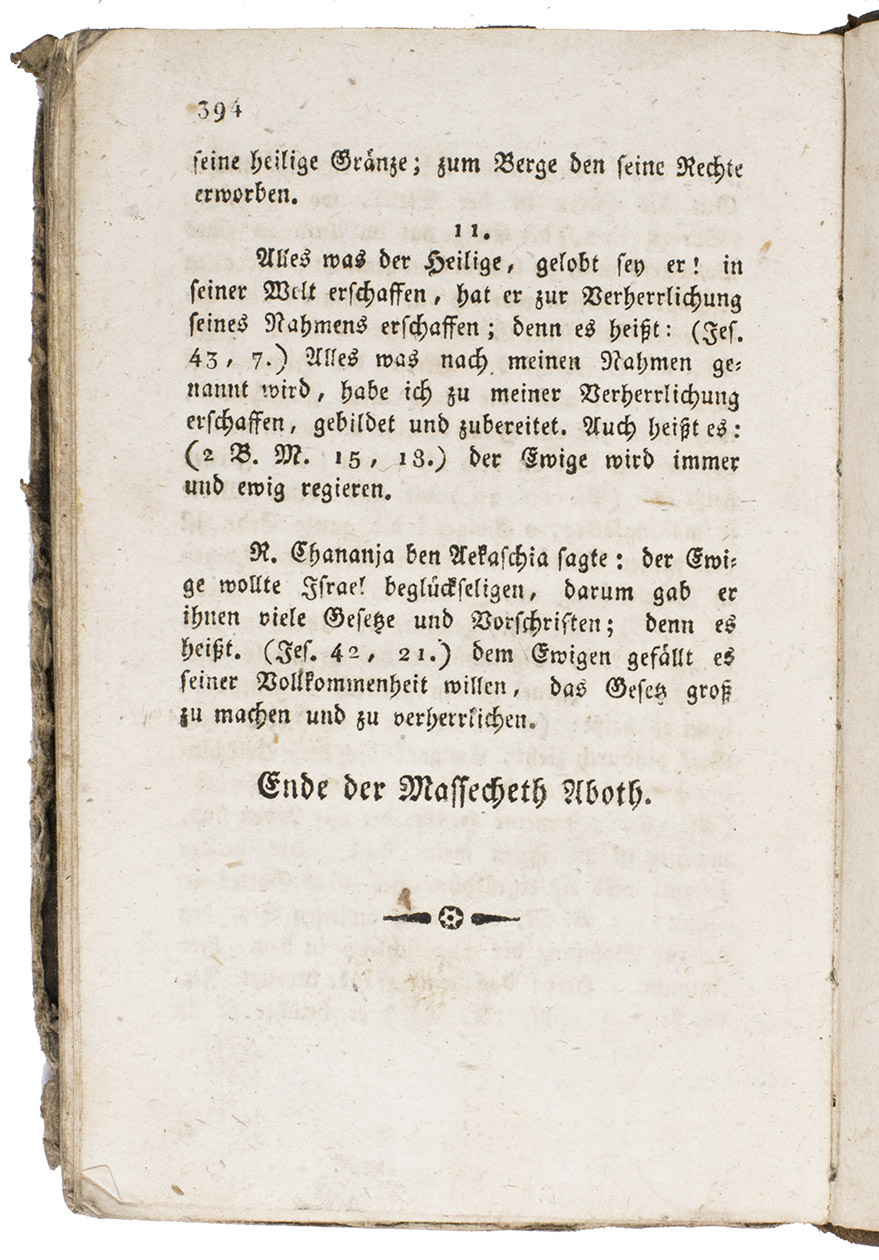 394
seine heilige Gränze; zum Berge den seine Rechte
erworben.
11.
Alles was der Heilige, gelobt sey er! in
seiner Welt erschaffen, hat er zur Verherrlichung
seines Nahmens erschaffen; denn es heißt: (Jes.
43, 7.) Alles was nach meinen Nahmen ge-
nannt wird, habe ich zu meiner Verherrlichung
erschaffen, gebildet und zubereitet. Auch heißt es:
(2 B. M. 15, 18.) der Ewige wird immer
und ewig regieren.
R. Chananja ben Aekaschia sagte: der Ewi-
ge wollte Israel beglückseligen, darum gab er
ihnen viele Gesetze und Vorschriften; denn es
heißt. (Jes. 42, 21.) dem Ewigen gefällt es
seiner Vollkommenheit willen, das Gesetz groß
zu machen und zu verherrlichen.
Ende der Massecheth Aboth.